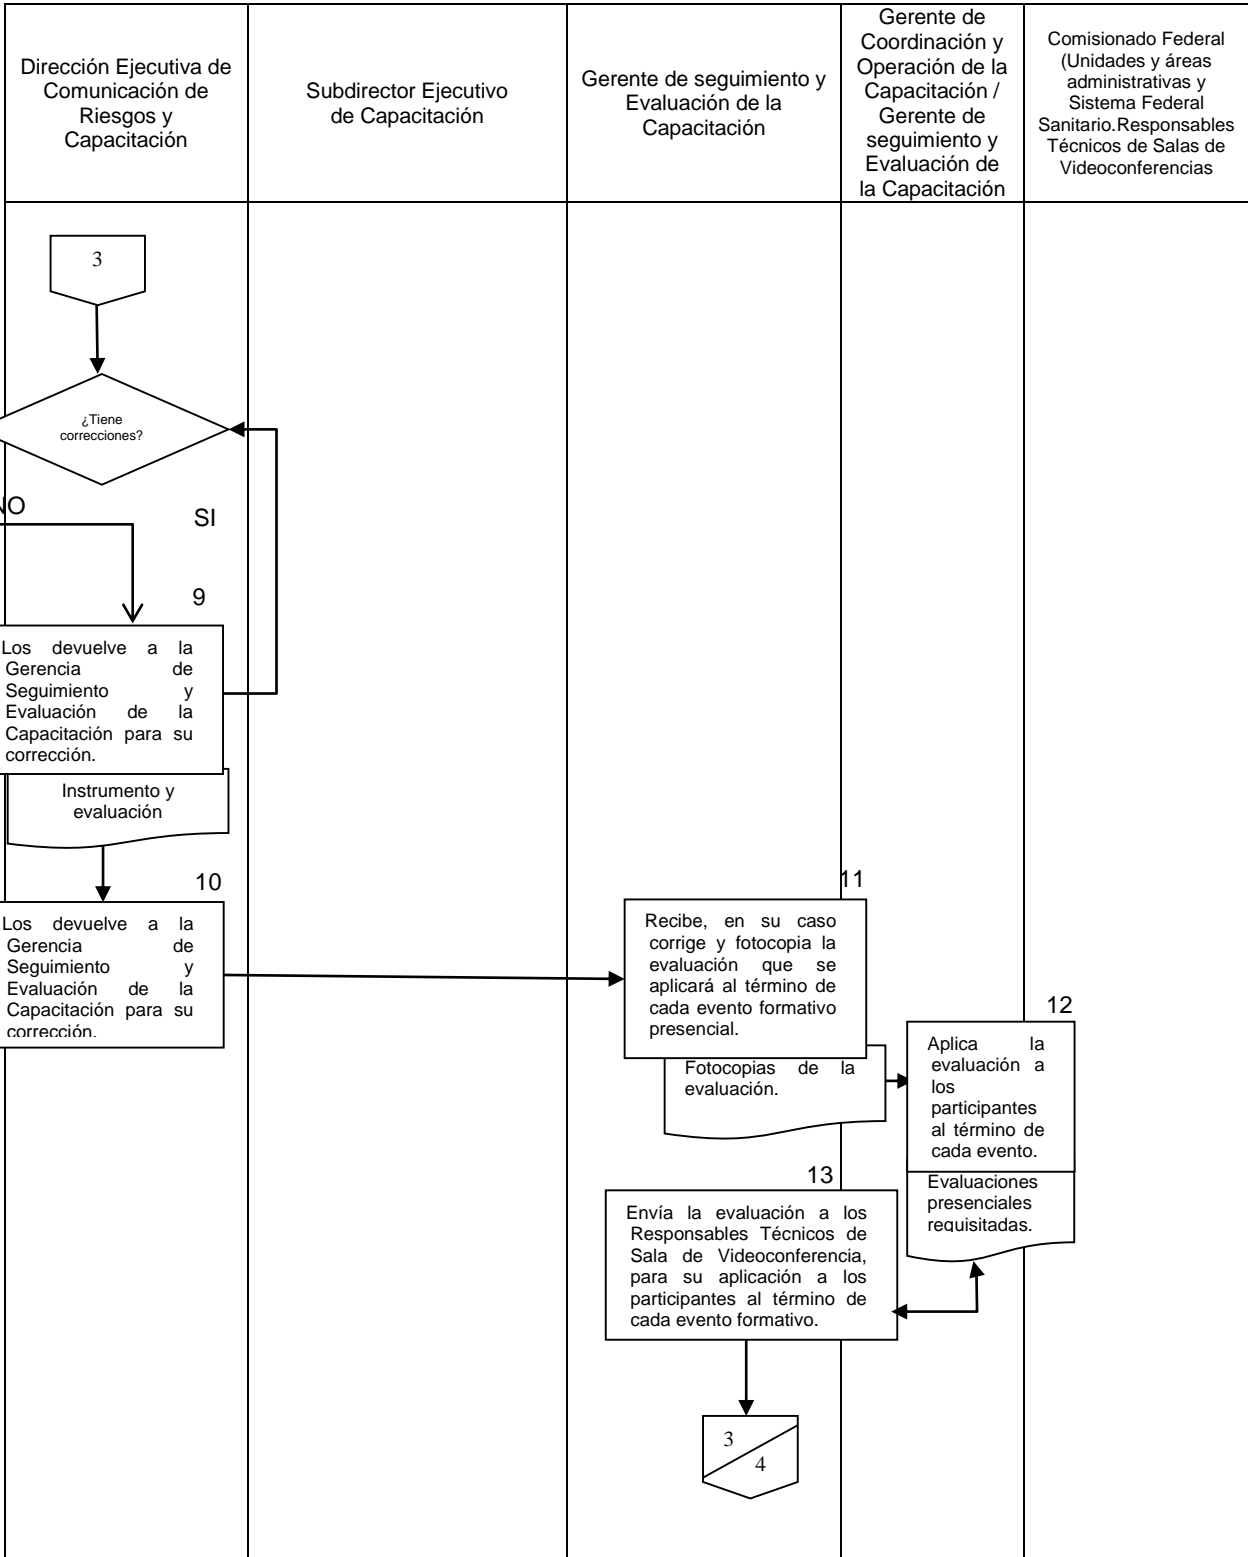 Dirección Ejecutiva de
Comunicación de
Riesgos y
Capacitación
Subdirector Ejecutivo
de Capacitación
Gerente de seguimiento y
Evaluación de la
Capacitación
Gerente de
Coordinación y
Operación de la
Capacitación /
Gerente de
seguimiento y
Evaluación de
la Capacitación
Comisionado Federal
(Unidades y áreas
administrativas y
Sistema Federal
Sanitario.Responsables
Técnicos de Salas de
Videoconferencias
3
¿Tiene
correcciones?
NO
SI
9
Los devuelve a la
Gerencia de
Seguimiento y
Evaluación de la
Capacitación para su
corrección.
Instrumento y
evaluación
10
Los devuelve a la
Gerencia de
Seguimiento y
Evaluación de la
Capacitación para su
corrección.
11
Recibe, en su caso
corrige y fotocopia la
evaluación que se
aplicará al término de
cada evento formativo
presencial.
Fotocopias de la
evaluación.
12
Aplica la
evaluación a
los
participantes
al término de
cada evento.
Evaluaciones
presenciales
requisitadas.
13
Envía la evaluación a los
Responsables Técnicos de
Sala de Videoconferencia,
para su aplicación a los
participantes al término de
cada evento formativo.
3
4